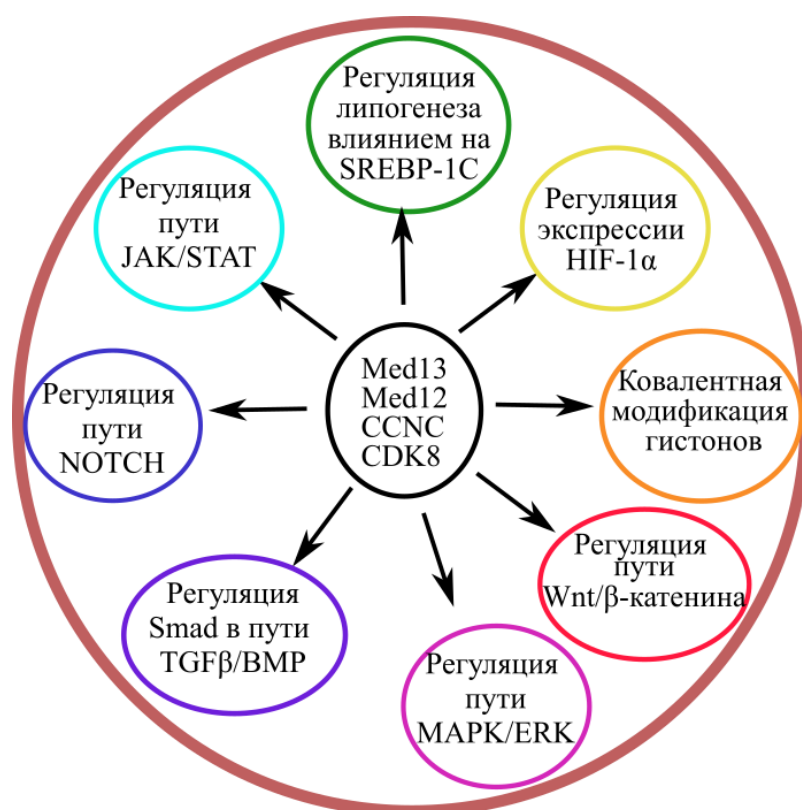 Регуляция
липогенеза
влиянием на
SREBP-1C
Регуляция
пути
JAK/STAT
Регуляция
экспрессии
HIF-1α
Med13
Med12
CCNC
CDK8
Регуляция
пути
NOTCH
Ковалентная
модификация
гистонов
Регуляция
Smad в пути
TGFβ/BMP
Регуляция
пути
Wnt/β-катенина
Регуляция
пути
MAPK/ERK